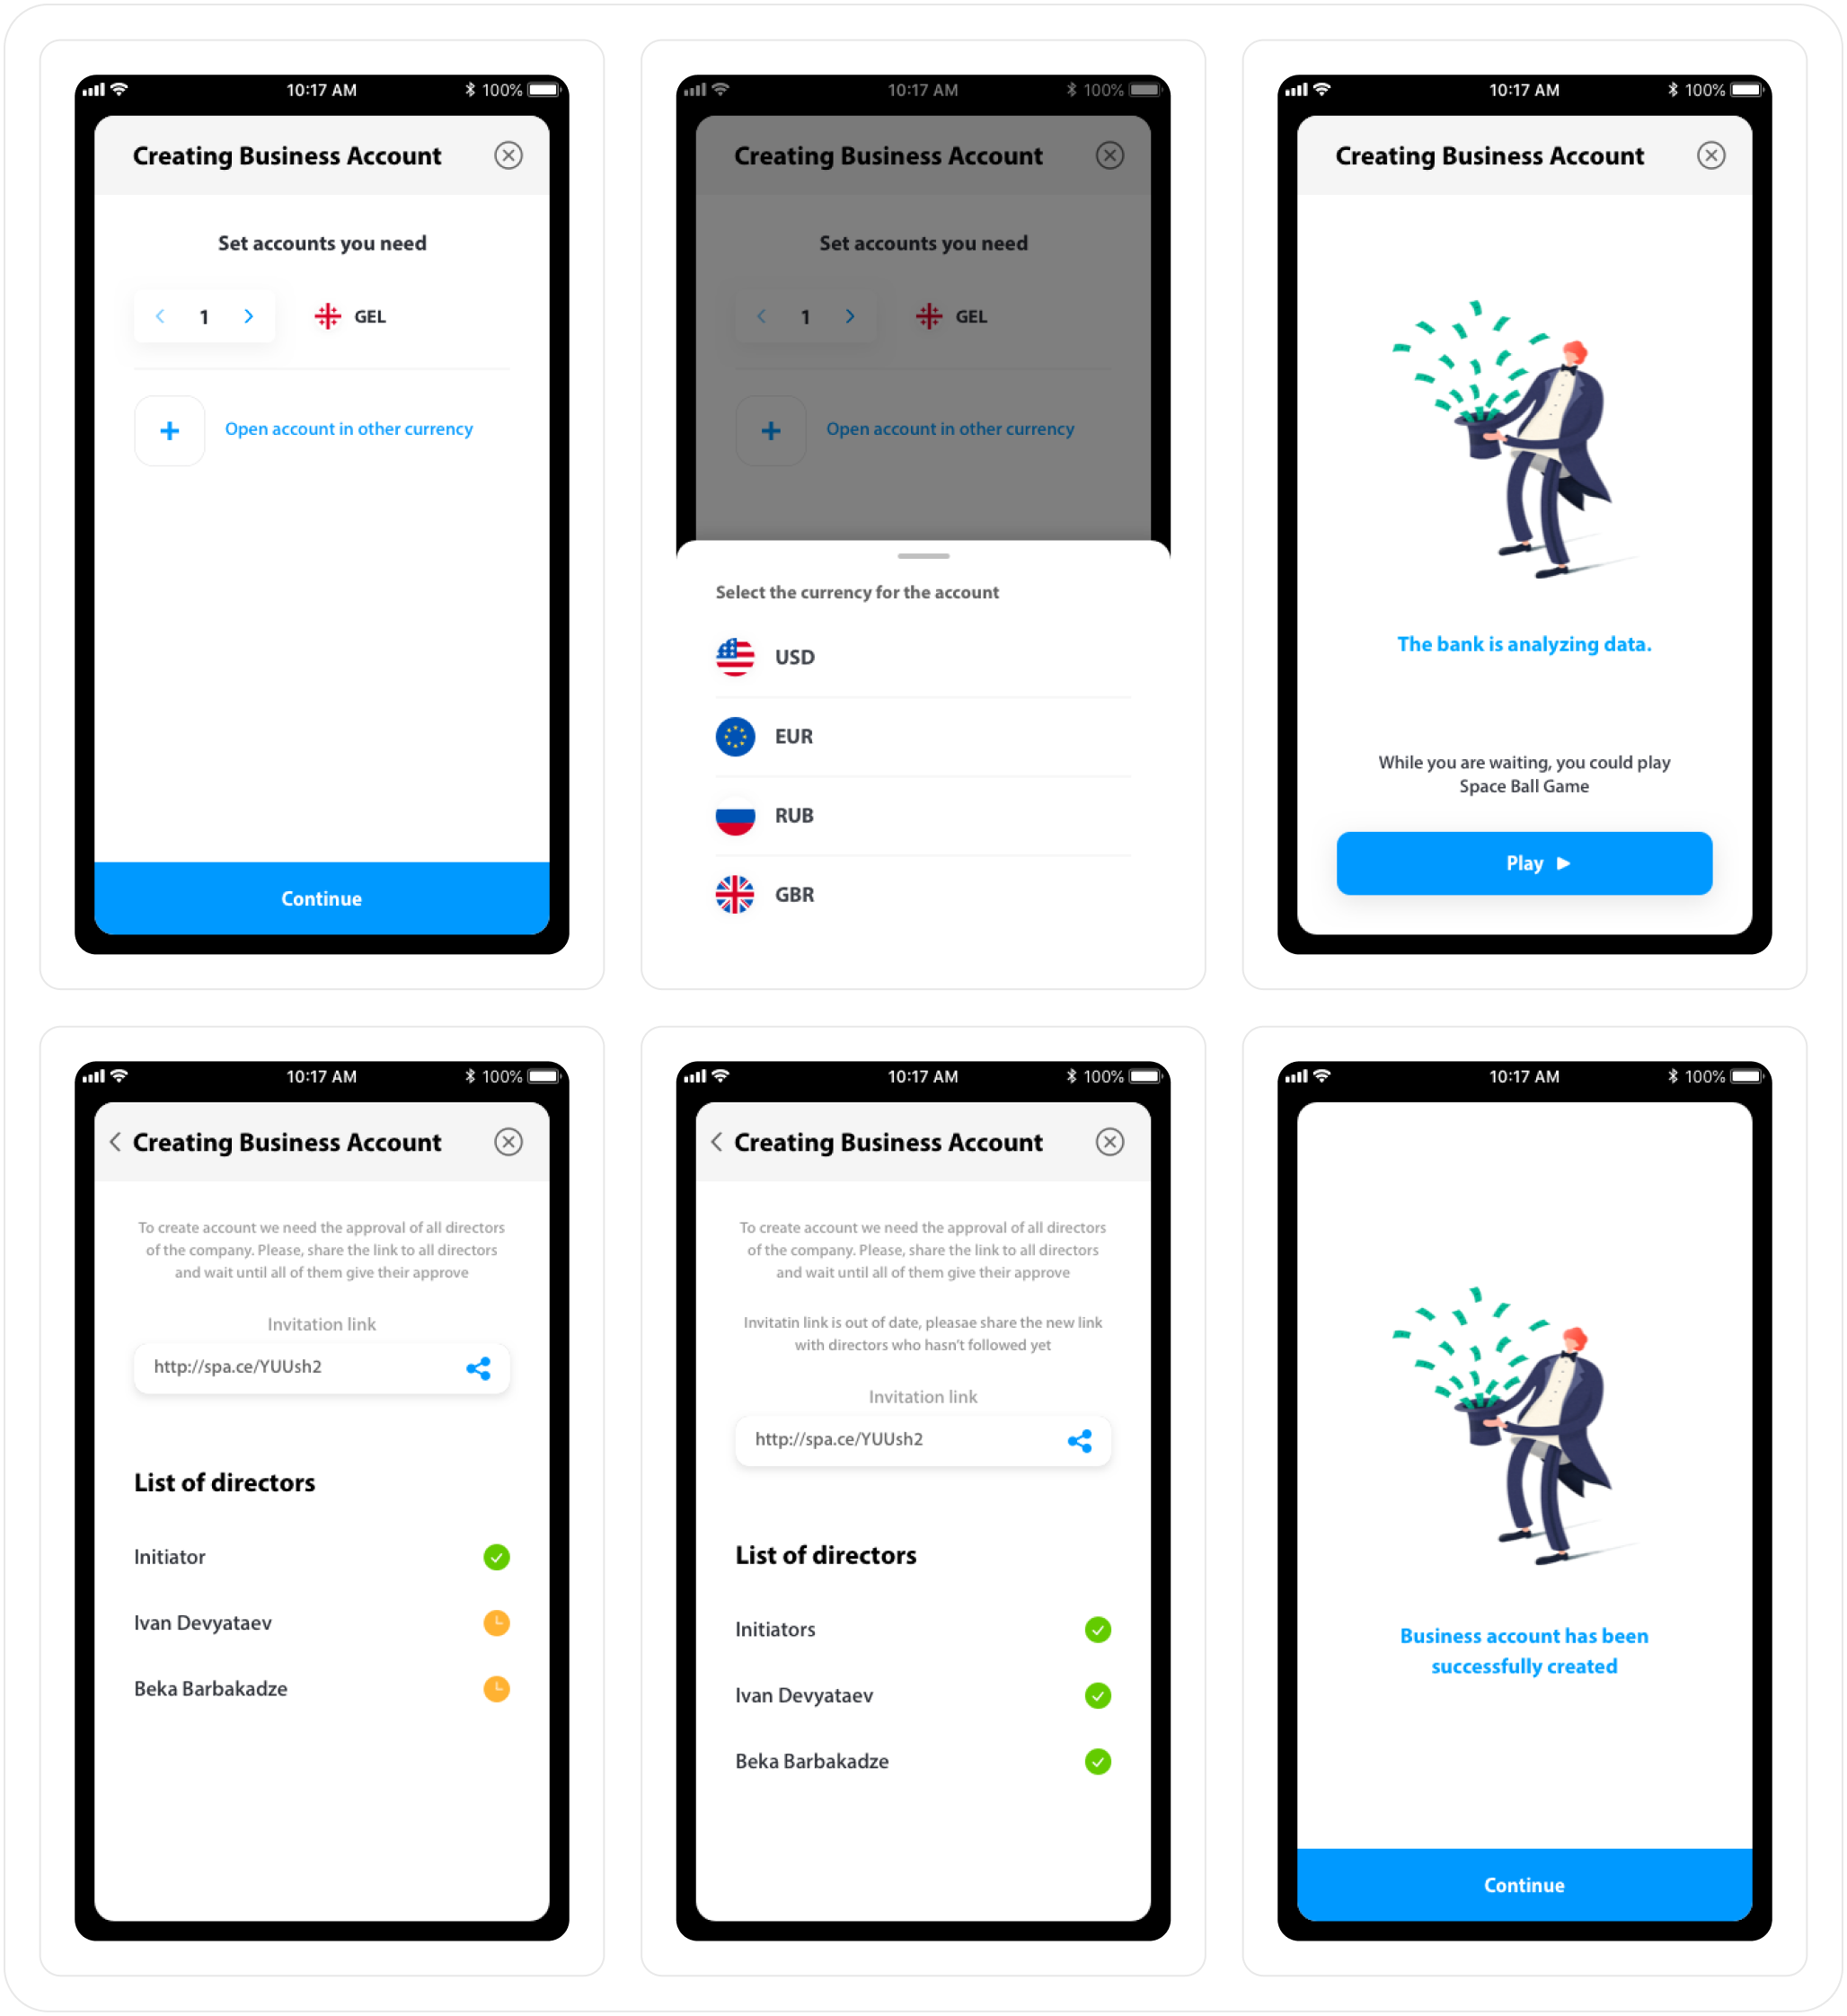 10:17 AM
100%
Creating Business Account
Set accounts you need
1
GEL
Open account in other currency
Continue
10:17 AM
100%
Creating Business Account
Set accounts you need
1
GEL
Open account in other currency
Select the currency for the account
USD
EUR
RUB
GBR
10:17 AM
100%
Creating Business Account
The bank is analyzing data.
While you are waiting, you could play
Space Ball Game
Play
10:17 AM
100%
Creating Business Account
To create account we need the approval of all directors
of the company. Please, share the link to all directors
and wait until all of them give their approve
Invitation link
http://spa.ce/YUUsh2
List of directors
Initiator
Ivan Devyataev
Beka Barbakadze
10:17 AM
100%
Creating Business Account
To create account we need the approval of all directors
of the company. Please, share the link to all directors
and wait until all of them give their approve
Invitatin link is out of date, pleasae share the new link
with directors who hasn't followed yet
Invitation link
http://spa.ce/YUUsh2
List of directors
Initiators
Ivan Devyataev
Beka Barbakadze
10:17 AM
100%
Business account has been
successfully created
Continue